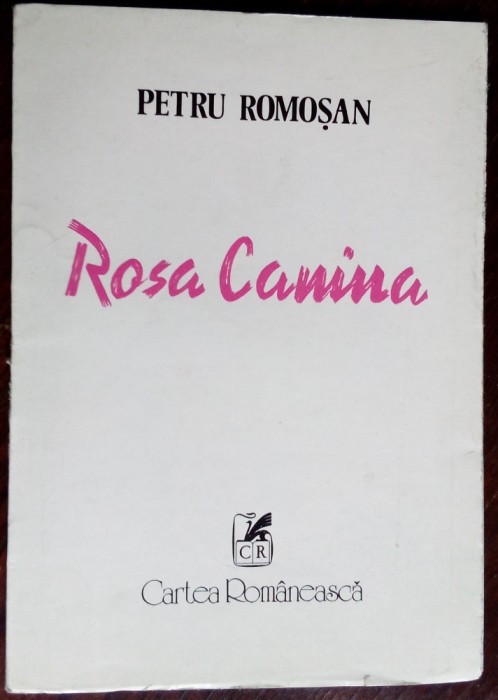 PETRU ROMOȘAN
Rosa Canina
CR
Cartea Românească